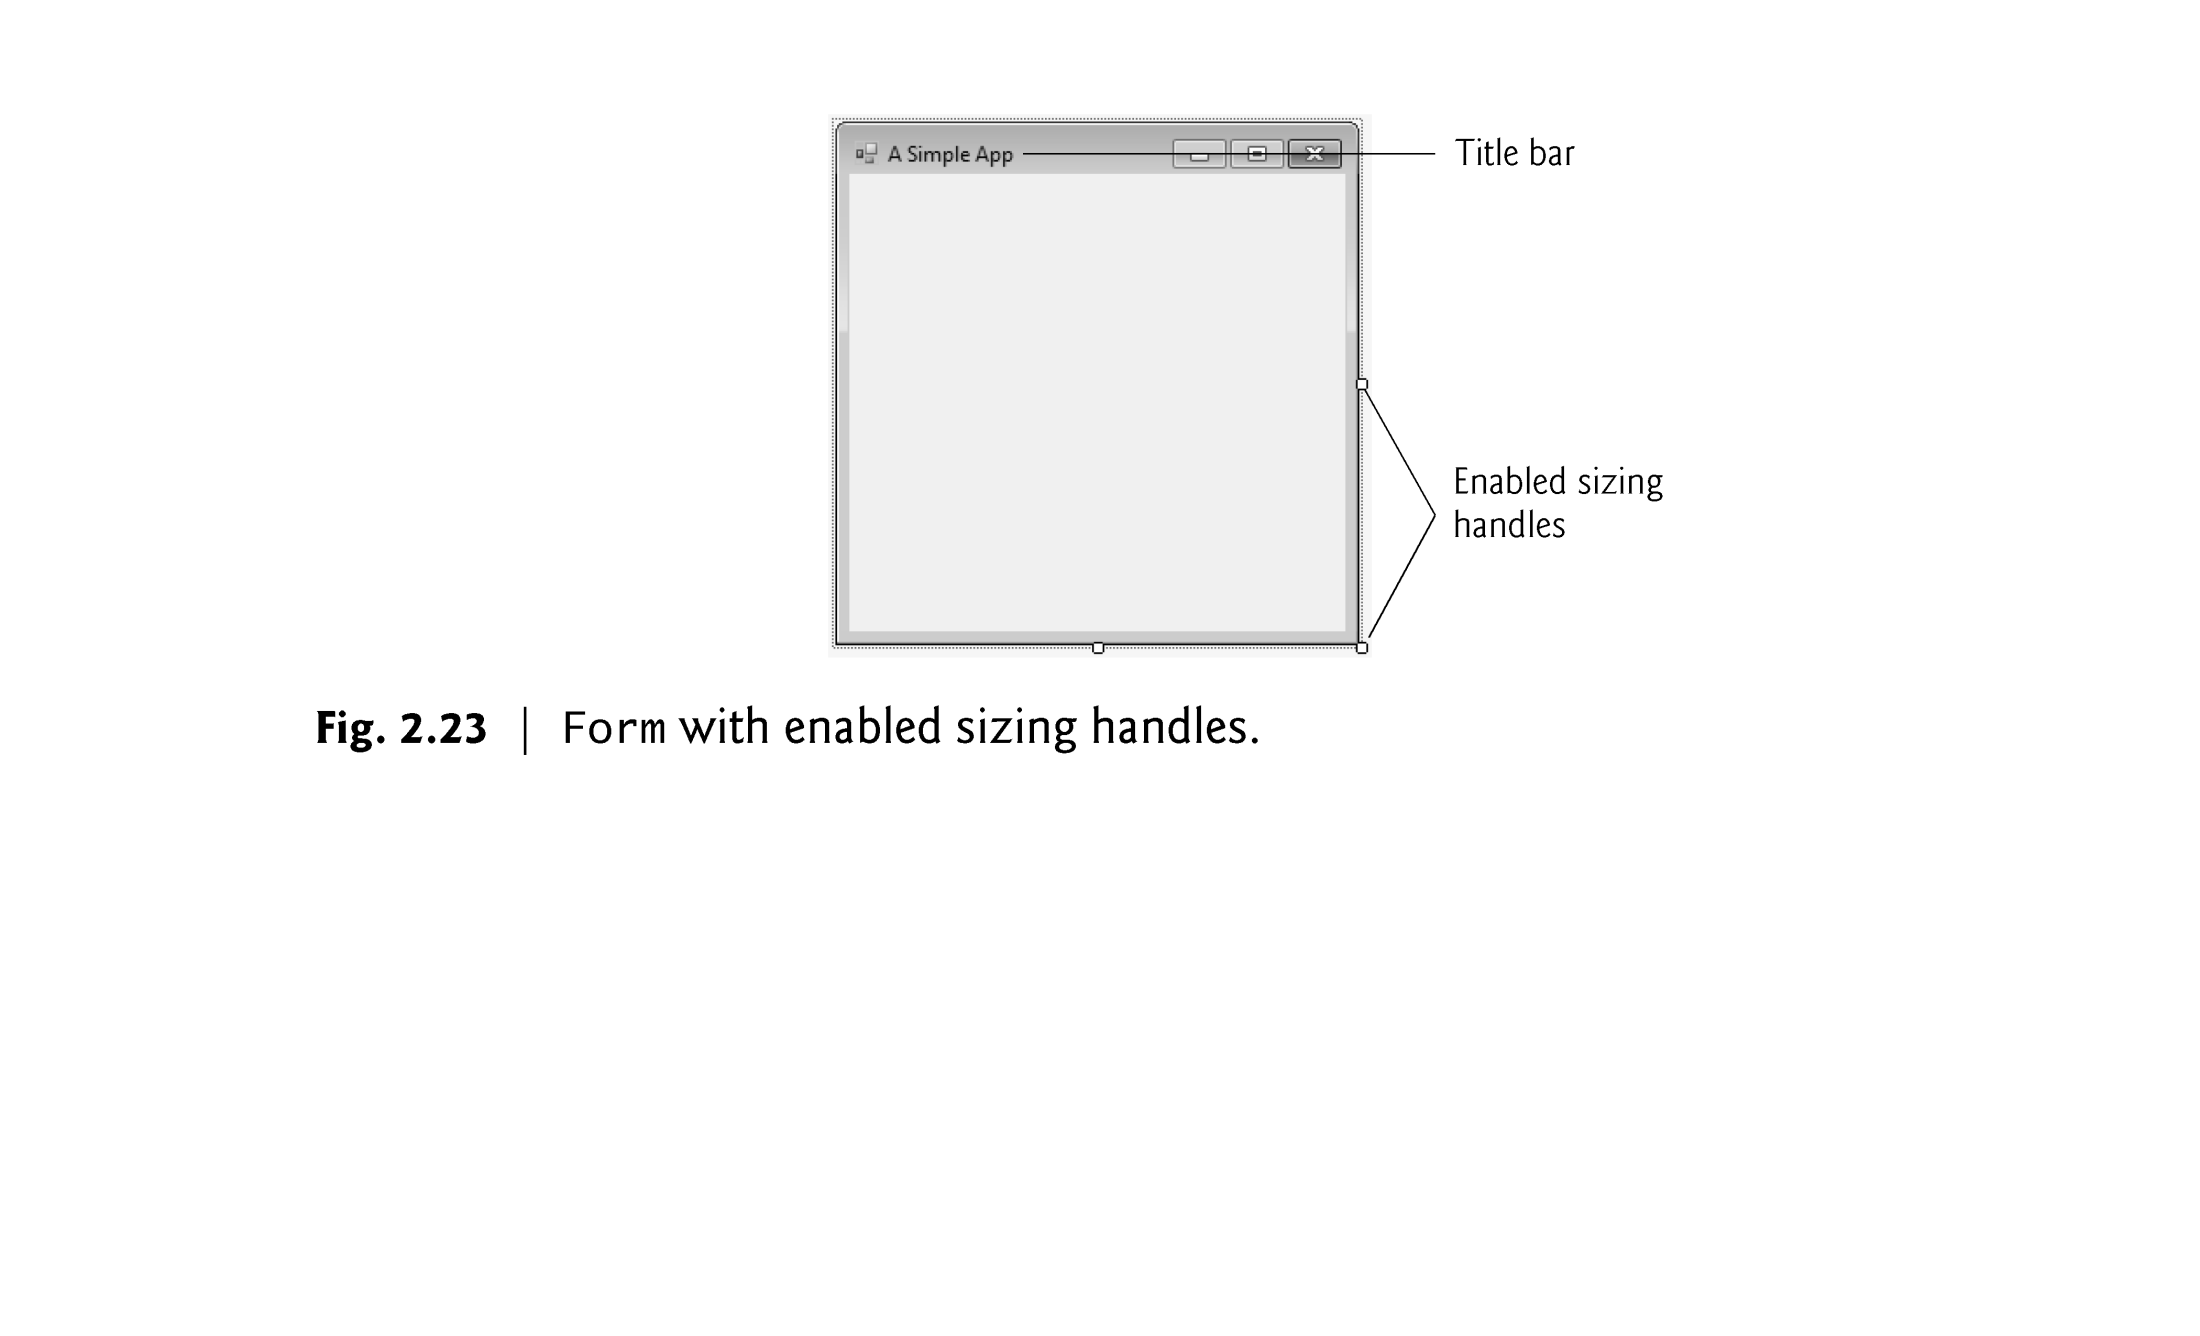 A Simple App
Title bar
Enabled sizing
handles
Fig. 2.23 | Form with enabled sizing handles.